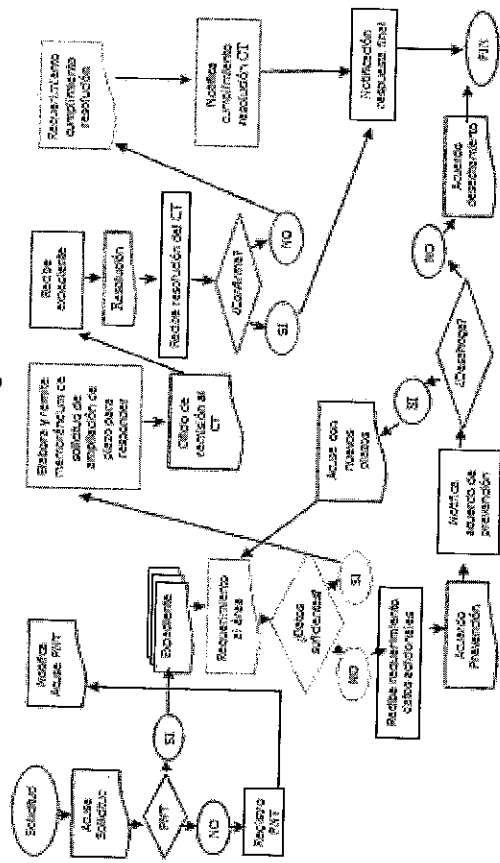 Solicitud
Acuse
Solicitud
PNT
NO
SI
Registro
PNT
Notifica
Acuse PNT
Expediente
Requerimiento
al área
¿Datos
suficientes?
NO
SI
Recibe requerimiento
datos adicionales
Acuerdo
Prevención
Notifica
acuerdo de
prevención
¿Desahoga?
SI
NO
Acuse con
nuevos
plazos
Acuerdo
desechamiento
FIN
Elabora y remite
memorándum de
solicitud de
ampliación de
plazo para
responder
Oficio de
remisión al
CT
Recibe
expediente
Resolución
Recibe resolución del CT
¿Confirma?
SI
NO
Requerimiento
cumplimiento
resolución
Notifica
cumplimiento
resolución CT
Notificación
respuesta final